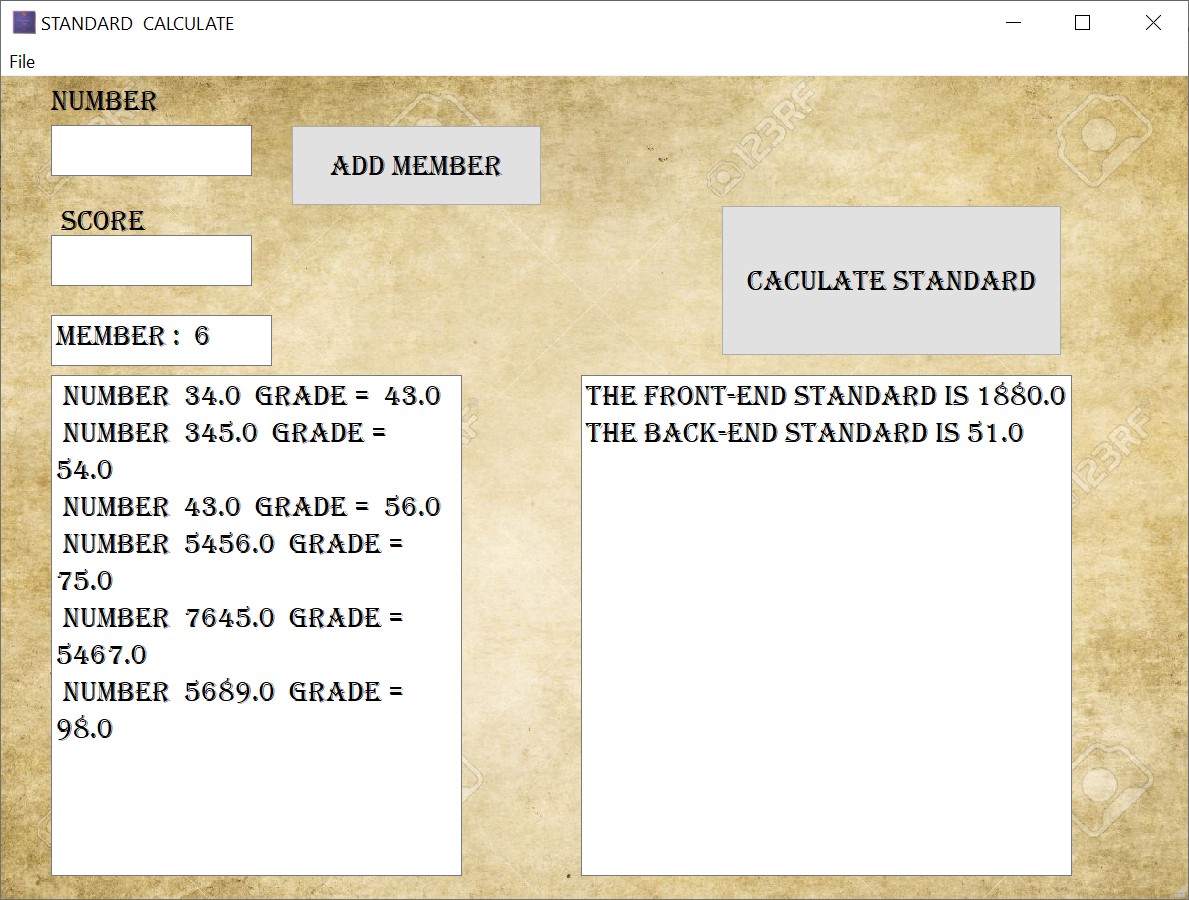 STANDARD CALCULATE
File
NUMBER
ADD MEMBER
SCORE
CACULATE STANDARD
MEMBER : 6
NUMBER 34.0 GRADE = 43.0
NUMBER 345.0 GRADE =
54.0
NUMBER 43.0 GRADE = 56.0
NUMBER 5456.0 GRADE =
75.0
NUMBER 7645.0 GRADE =
5467.0
NUMBER 5689.0 GRADE =
98.0
THE FRONT-END STANDARD IS 1880.0
THE BACK-END STANDARD IS 51.0
123RF
123RF